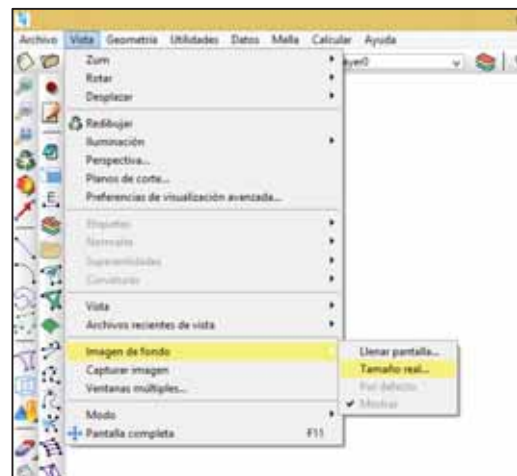 Archivo Vista Geometría Utilidades Datos Malla Calcular Ayuda
Zum
Rotar
Desplazar
Redibujar
Iluminación
Perspectiva...
Planos de corte...
Preferencias de visualización avanzada...
Etiquetas
Normales
Superentidades
Curvaturas
Vista
Archivos recientes de vista
Imagen de fondo
Capturar imagen
Ventanas múltiples...
Modo
Pantalla completa F11
Llenar pantalla...
Tamaño real...
Por defecto
Mostrar